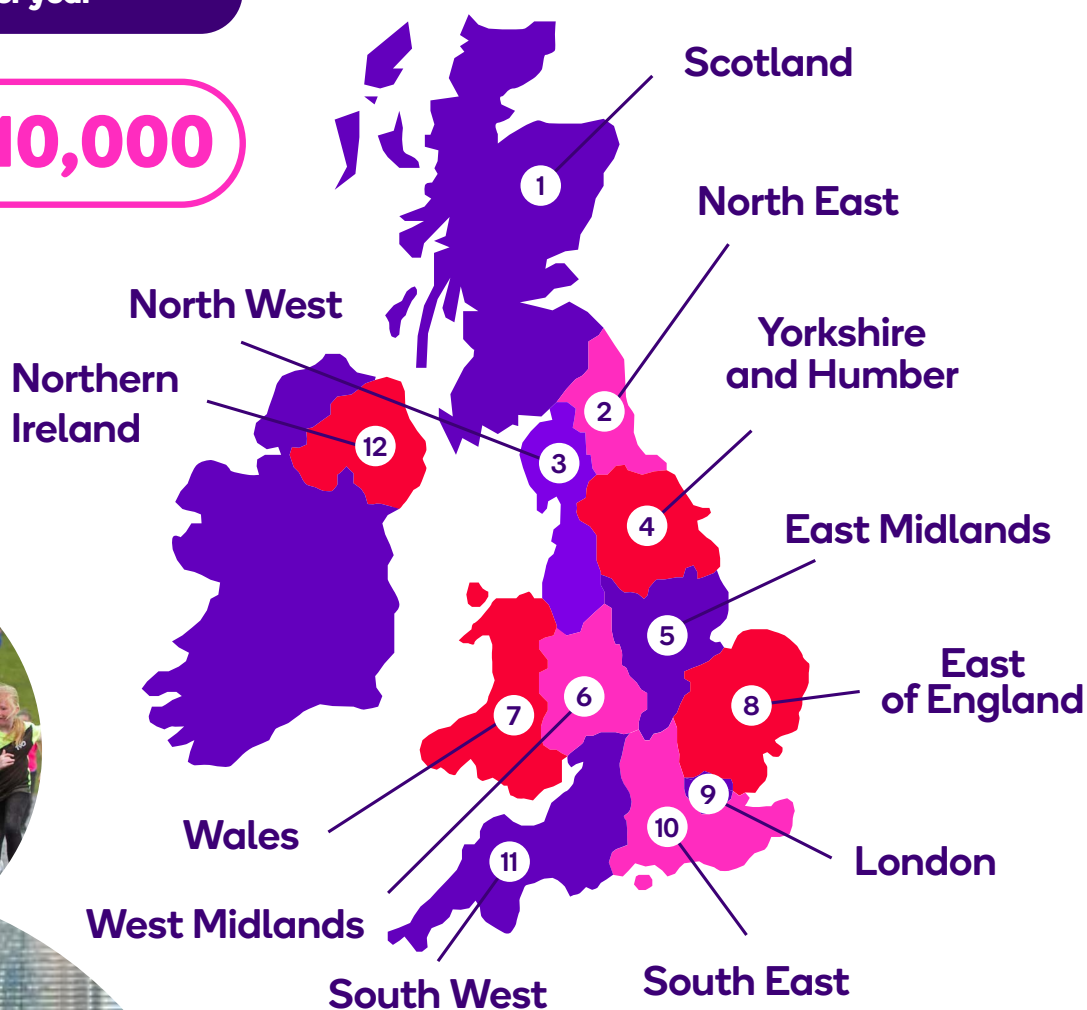 year
10,000
Scotland
North East
North West
Yorkshire
and Humber
Northern
Ireland
East Midlands
East
of England
Wales
London
West Midlands
South West
South East
1
2
3
4
5
6
7
8
9
10
11
12